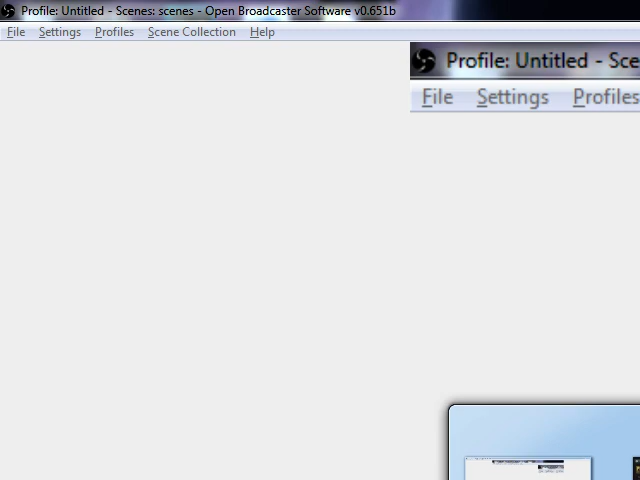 Profile: Untitled - Scenes: scenes - Open Broadcaster Software v0.651b
File Settings Profiles Scene Collection Help
Profile: Untitled - Sce
File Settings Profiles